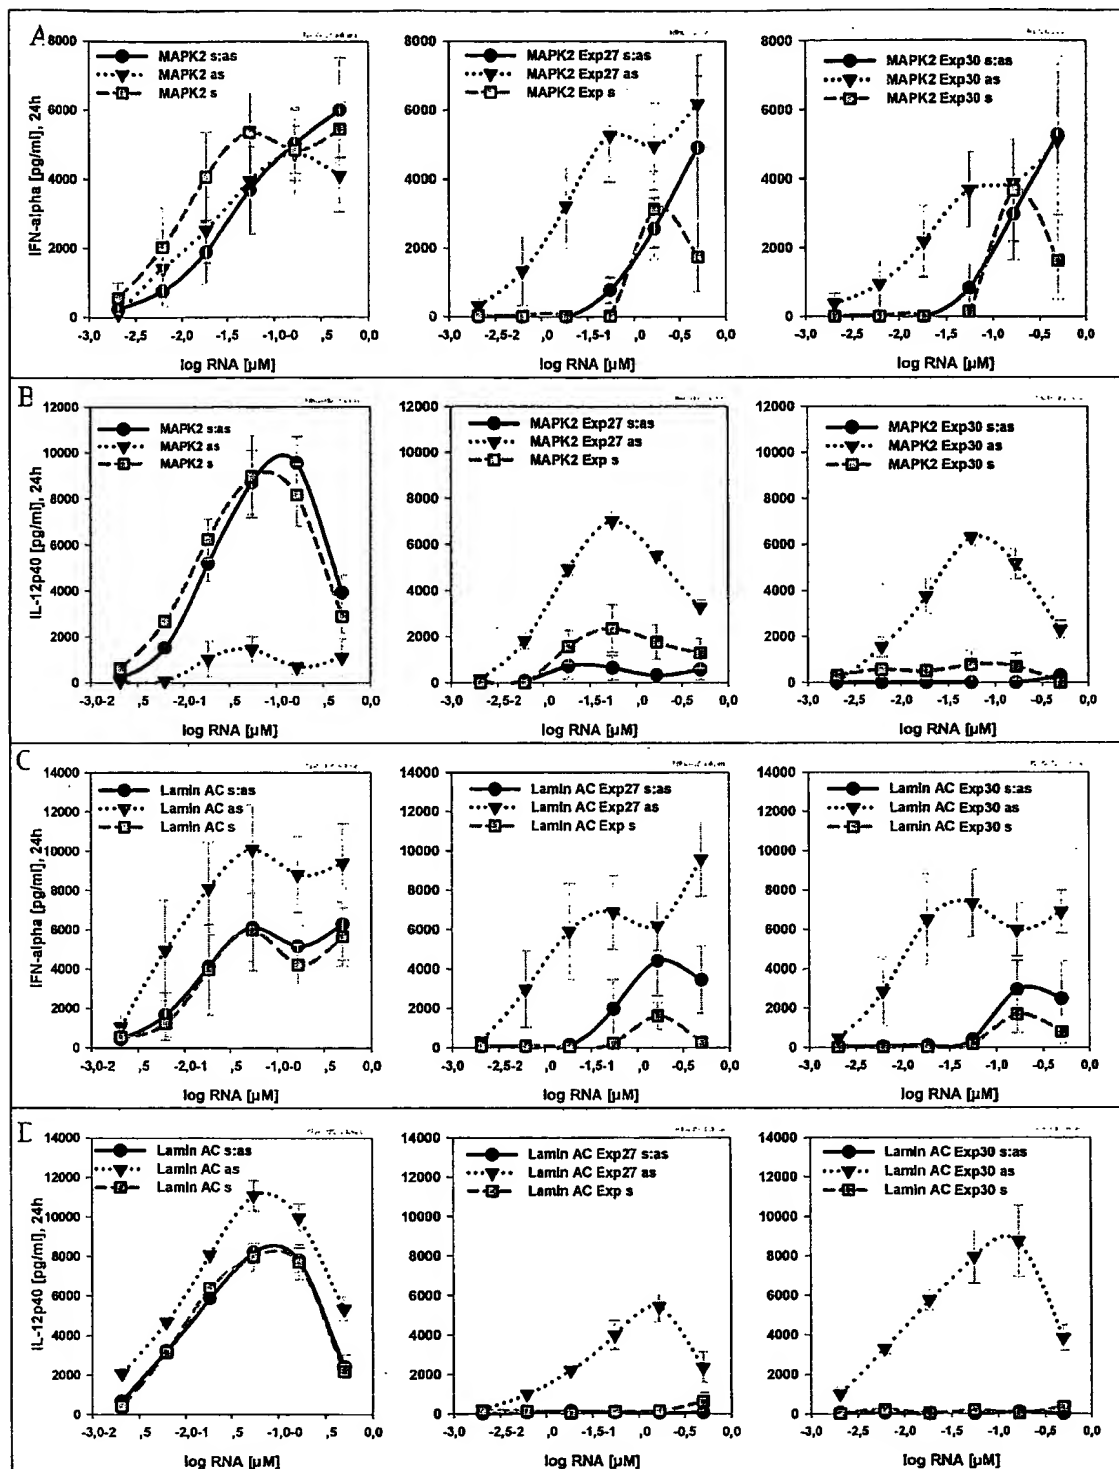 A
MAPK2 s:as
MAPK2 as
MAPK2 s
IFN-alpha [pg/ml], 24h
8000
6000
4000
2000
0
-3,0 -2,5 -2,0 -1,5 -1,0-0 ,5 0,0
log RNA [µM]
MAPK2 Exp27 s:as
MAPK2 Exp27 as
MAPK2 Exp s
8000
6000
4000
2000
0
-3,0 -2,5-2 ,0 -1,5-1 ,0 -0,5 0,0
log RNA [µM]
MAPK2 Exp30 s:as
MAPK2 Exp30 as
MAPK2 Exp30 s
8000
6000
4000
2000
0
-3,0 -2,5 -2,0 -1,5 -1,0 -0,5 0,0
log RNA [µM]
B
MAPK2 s:as
MAPK2 as
MAPK2 s
IL-12p40 [pg/ml], 24h
12000
10000
8000
6000
4000
2000
0
-3,0-2 ,5 -2,0 -1,5 -1,0-0 ,5 0,0
log RNA [µM]
MAPK2 Exp27 s:as
MAPK2 Exp27 as
MAPK2 Exp s
12000
10000
8000
6000
4000
2000
0
-3,0 -2,5-2 ,0 -1,5-1 ,0 -0,5 0,0
log RNA [µM]
MAPK2 Exp30 s:as
MAPK2 Exp30 as
MAPK2 Exp30 s
12000
10000
8000
6000
4000
2000
0
-3,0 -2,5 -2,0 -1,5 -1,0 -0,5 0,0
log RNA [µM]
C
Lamin AC s:as
Lamin AC as
Lamin AC s
IFN-alpha [pg/ml], 24h
14000
12000
10000
8000
6000
4000
2000
0
-3,0-2 ,5 -2,0 -1,5 -1,0-0 ,5 0,0
log RNA [µM]
Lamin AC Exp27 s:as
Lamin AC Exp27 as
Lamin AC Exp s
14000
12000
10000
8000
6000
4000
2000
0
-3,0 -2,5-2 ,0 -1,5-1 ,0 -0,5 0,0
log RNA [µM]
Lamin AC Exp30 s:as
Lamin AC Exp30 as
Lamin AC Exp30 s
14000
12000
10000
8000
6000
4000
2000
0
-3,0 -2,5 -2,0 -1,5 -1,0 -0,5 0,0
log RNA [µM]
D
Lamin AC s:as
Lamin AC as
Lamin AC s
IL-12p40 [pg/ml], 24h
14000
12000
10000
8000
6000
4000
2000
0
-3,0-2 ,5 -2,0-1 ,5 -1,0-0 ,5 0,0
log RNA [µM]
Lamin AC Exp27 s:as
Lamin AC Exp27 as
Lamin AC Exp s
14000
12000
10000
8000
6000
4000
2000
0
-3,0 -2,5-2 ,0 -1,5-1 ,0 -0,5 0,0
log RNA [µM]
Lamin AC Exp30 s:as
Lamin AC Exp30 as
Lamin AC Exp30 s
14000
12000
10000
8000
6000
4000
2000
0
-3,0 -2,5 -2,0 -1,5 -1,0 -0,5 0,0
log RNA [µM]